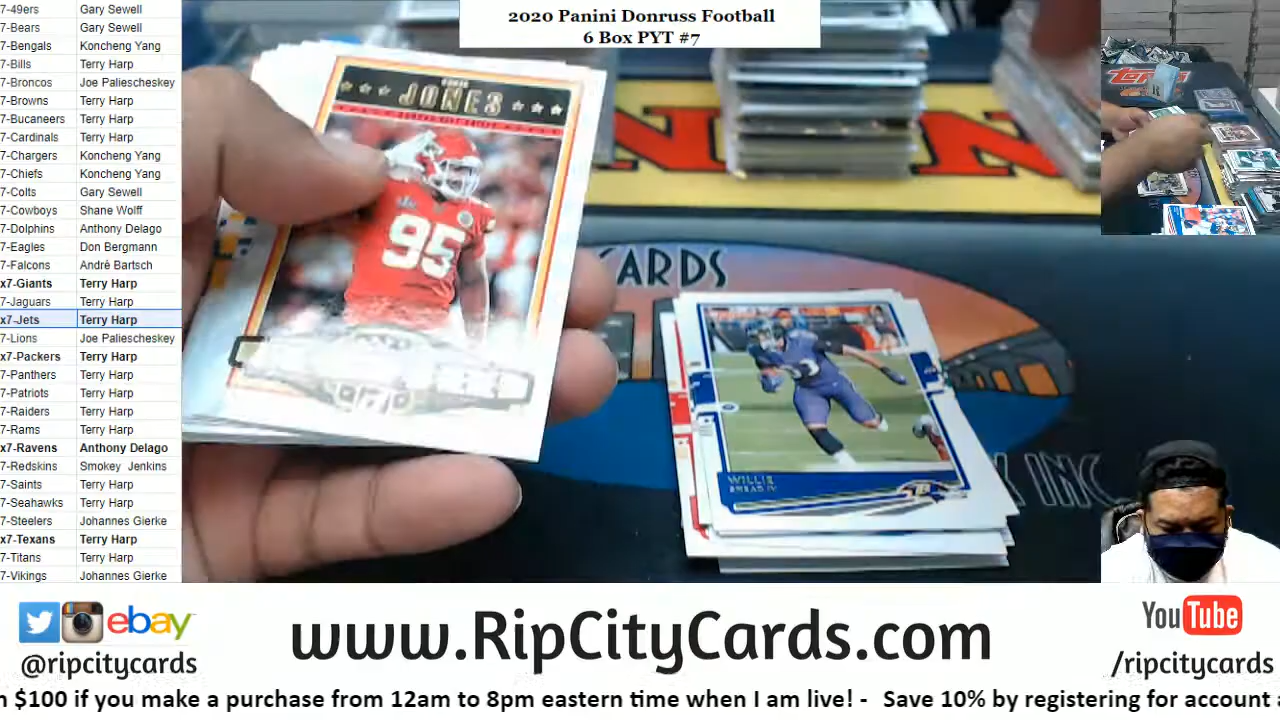 2020 Panini Donruss Football
6 Box PYT #7
7-49ers Gary Sewell
7-Bears Gary Sewell
7-Bengals Koncheng Yang
7-Bills Terry Harp
7-Broncos Joe Paliescheskey
7-Browns Terry Harp
7-Bucaneers Terry Harp
7-Cardinals Terry Harp
7-Chargers Koncheng Yang
7-Chiefs Koncheng Yang
7-Colts Gary Sewell
7-Cowboys Shane Wolff
7-Dolphins Anthony Delago
7-Eagles Don Bergmann
7-Falcons Andrè Bartsch
x7-Giants Terry Harp
7-Jaguars Terry Harp
x7-Jets Terry Harp
7-Lions Joe Paliescheskey
x7-Packers Terry Harp
7-Panthers Terry Harp
7-Patriots Terry Harp
7-Raiders Terry Harp
7-Rams Terry Harp
x7-Ravens Anthony Delago
7-Redskins Smokey Jenkins
7-Saints Terry Harp
7-Seahawks Terry Harp
7-Steelers Johannes Gierke
x7-Texans Terry Harp
7-Titans Terry Harp
7-Vikings Johannes Gierke
JONES
95
CARDS
WILLIE
SNEAD IV
INC
Topps
ebay
@ripcitycards
www.RipCityCards.com
YouTube
/ripcitycards
n $100 if you make a purchase from 12am to 8pm eastern time when I am live! - Save 10% by registering for account a